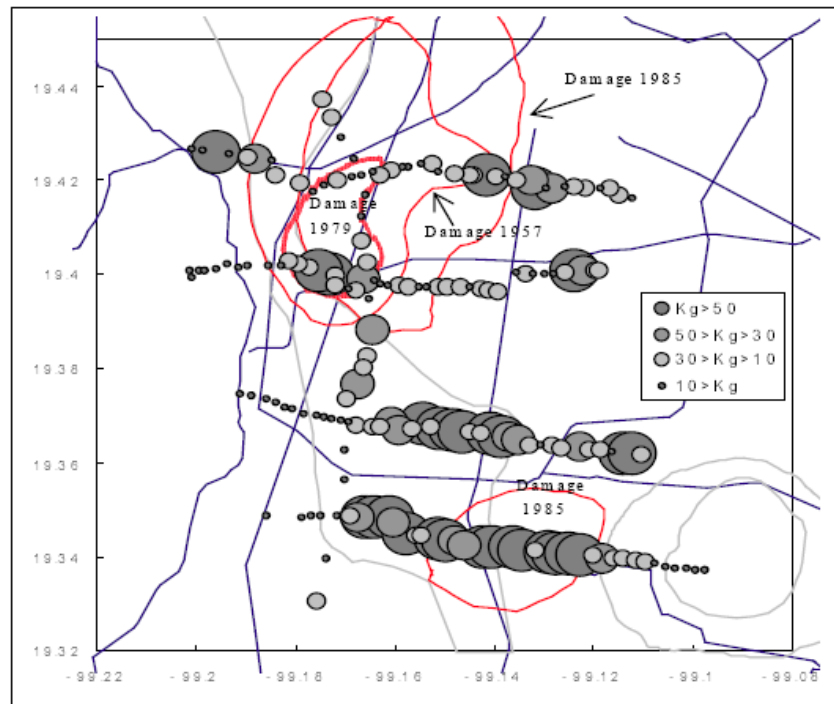 19.44
Damage 1985
19.42
Damage
1979
Damage 1957
19.4
Kg>50
50>Kg>30
30>Kg>10
10>Kg
19.38
19.36
Damage
1985
19.34
19.32
-99.22
-99.2
-99.18
-99.16
-99.14
-99.12
-99.1
-99.08